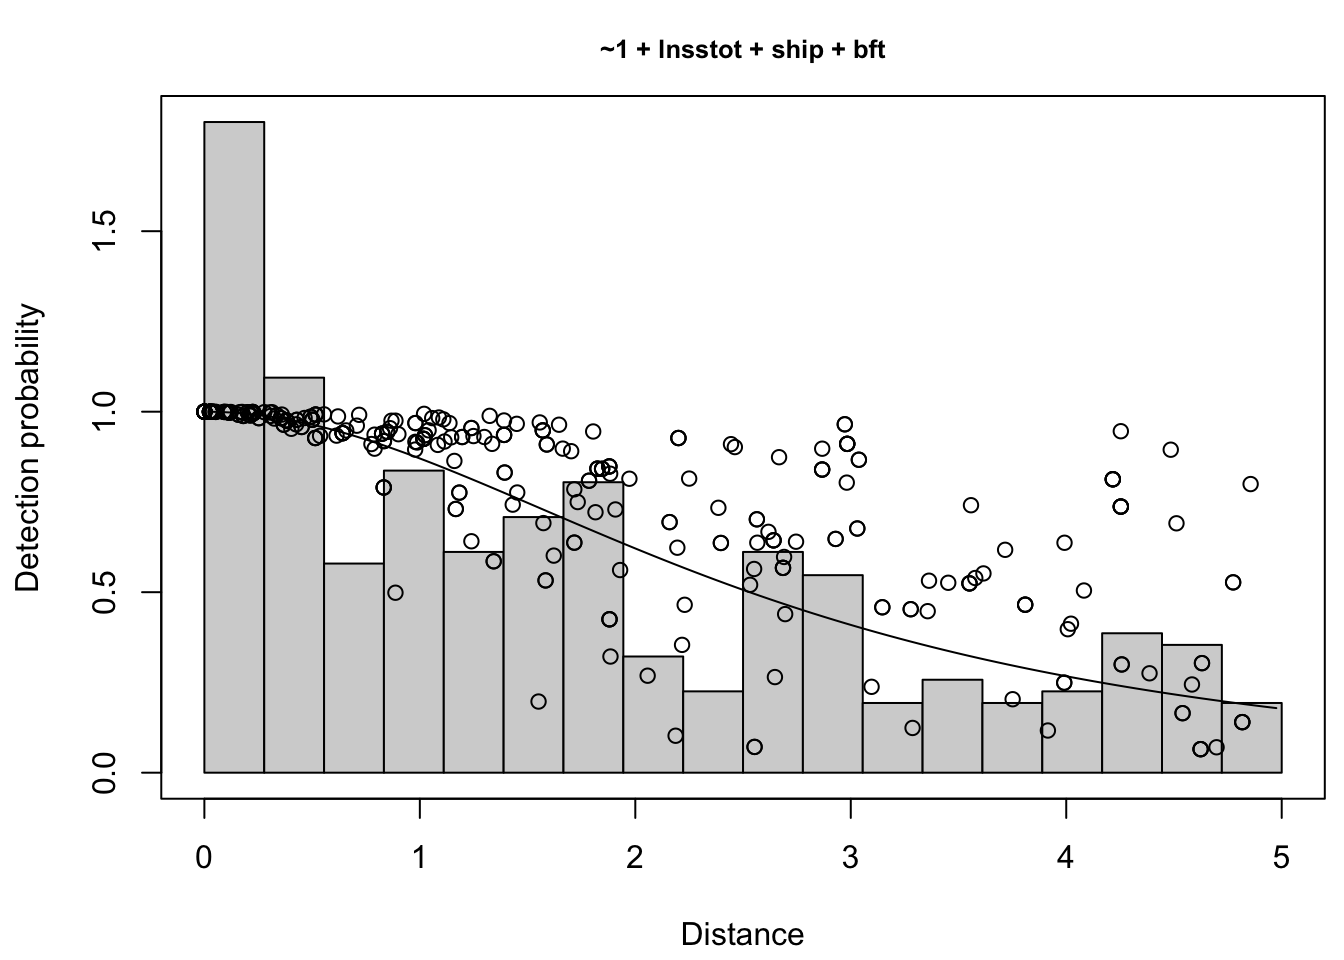 ~1 + lnsstot + ship + bft
Detection probability
1.5
1.0
0.5
0.0
0 1 2 3 4 5
Distance